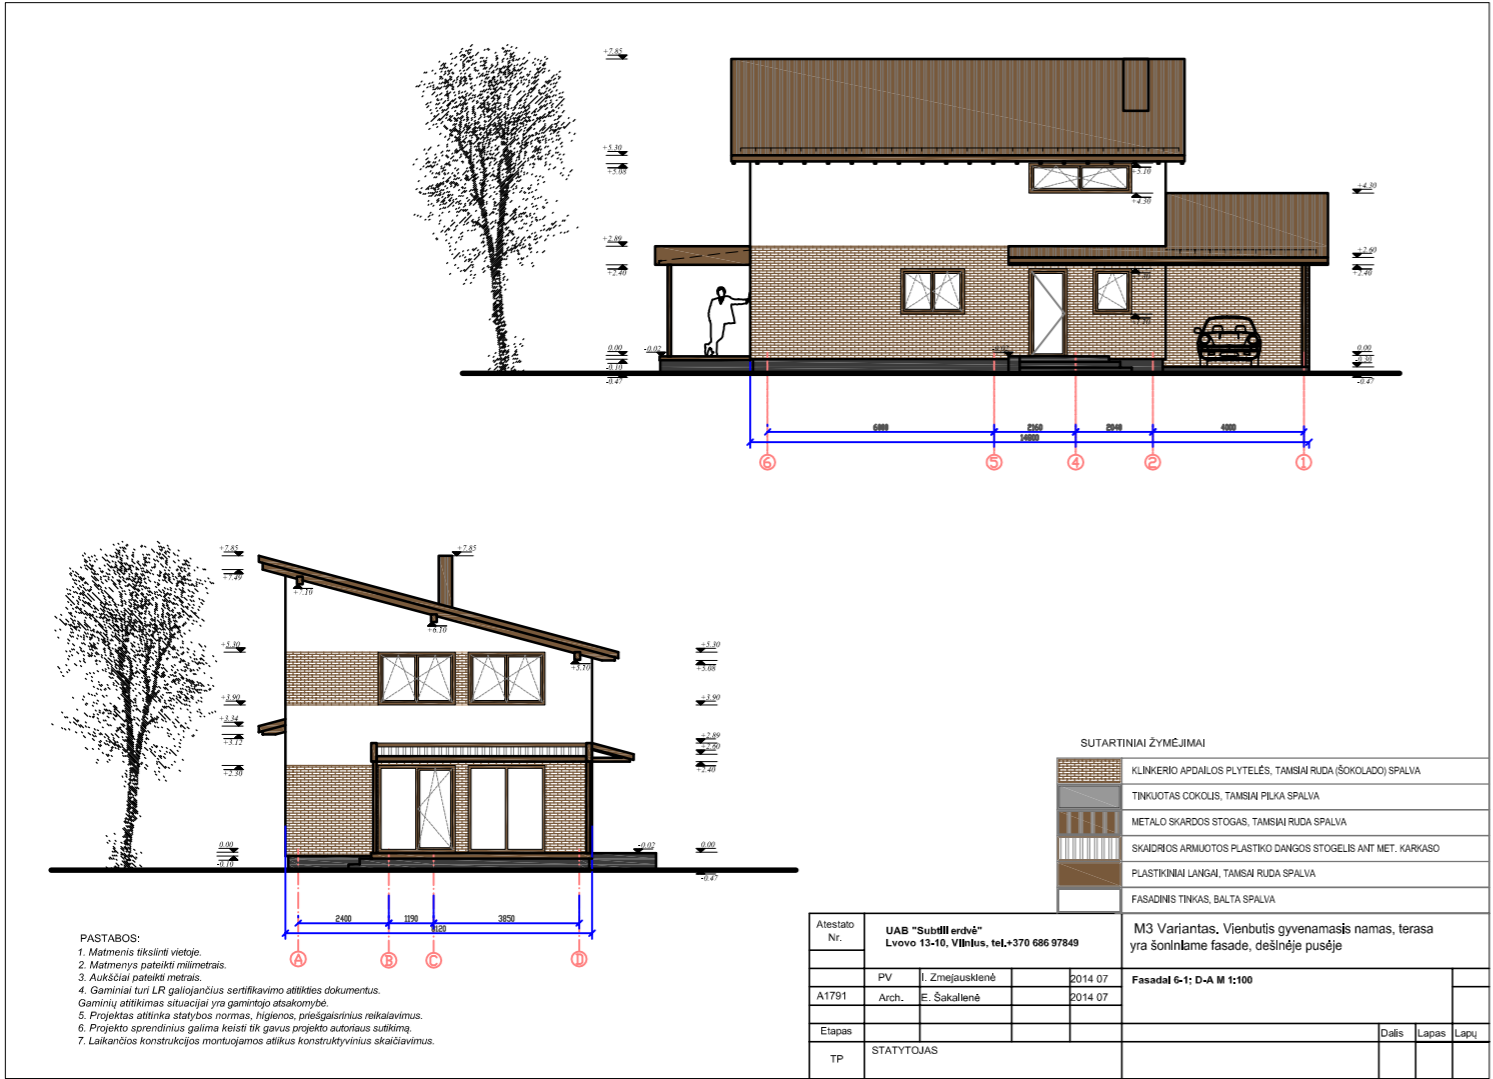 +7.85
+5.30
+5.08
+5.10
+4.30
+4.30
+2.89
+2.60
+2.40
+2.40
0.00
-0.02
-0.10
-0.47
0.00
-0.30
-0.47
6000
2160
2040
4000
14000
6
5
4
2
1
+7.85
+7.85
+7.49
+7.10
+6.10
+5.30
+5.10
+5.30
+5.08
+3.90
+3.90
+3.34
+3.12
+2.89
+2.60
+2.40
+2.30
0.00
-0.10
-0.02
0.00
-0.47
2400
1190
3850
A
B
C
D
SUTARTINIAI ŽYMĖJIMAI
KLINKERIO APDAILOS PLYTELĖS, TAMSIAI RUDA (ŠOKOLADO) SPALVA
TINKUOTAS COKOLIS, TAMSIAI PILKA SPALVA
METALO SKARDOS STOGAS, TAMSIAI RUDA SPALVA
SKAIDRIOS ARMUOTOS PLASTIKO DANGOS STOGELIS ANT MET. KARKASO
PLASTIKINIAI LANGAI, TAMSAI RUDA SPALVA
FASADINIS TINKAS, BALTA SPALVA
PASTABOS:
1. Matmenis tikslinti vietoje.
2. Matmenys pateikti milimetrais.
3. Aukščiai pateikti metrais.
4. Gaminiai turi LR galiojančius sertifikavimo atitikties dokumentus.
Gaminių atitikimas situacijai yra gamintojo atsakomybė.
5. Projektas atitinka statybos normas, higienos, priešgaisrinius reikalavimus.
6. Projekto sprendinius galima keisti tik gavus projekto autoriaus sutikimą.
7. Laikančios konstrukcijos montuojamos atlikus konstruktyvinius skaičiavimus.
Atestato Nr.
UAB "Subtili erdvė"
Lvovo 13-10, Vilnius, tel.+370 686 97849
M3 Variantas. Vienbutis gyvenamasis namas, terasa
yra šoniniame fasade, dešinėje pusėje
PV I. Zmejauskienė 2014 07
A1791 Arch. E. Šakalienė 2014 07
Fasadai 6-1; D-A M 1:100
Etapas
Dalis Lapas Lapų
TP STATYTOJAS